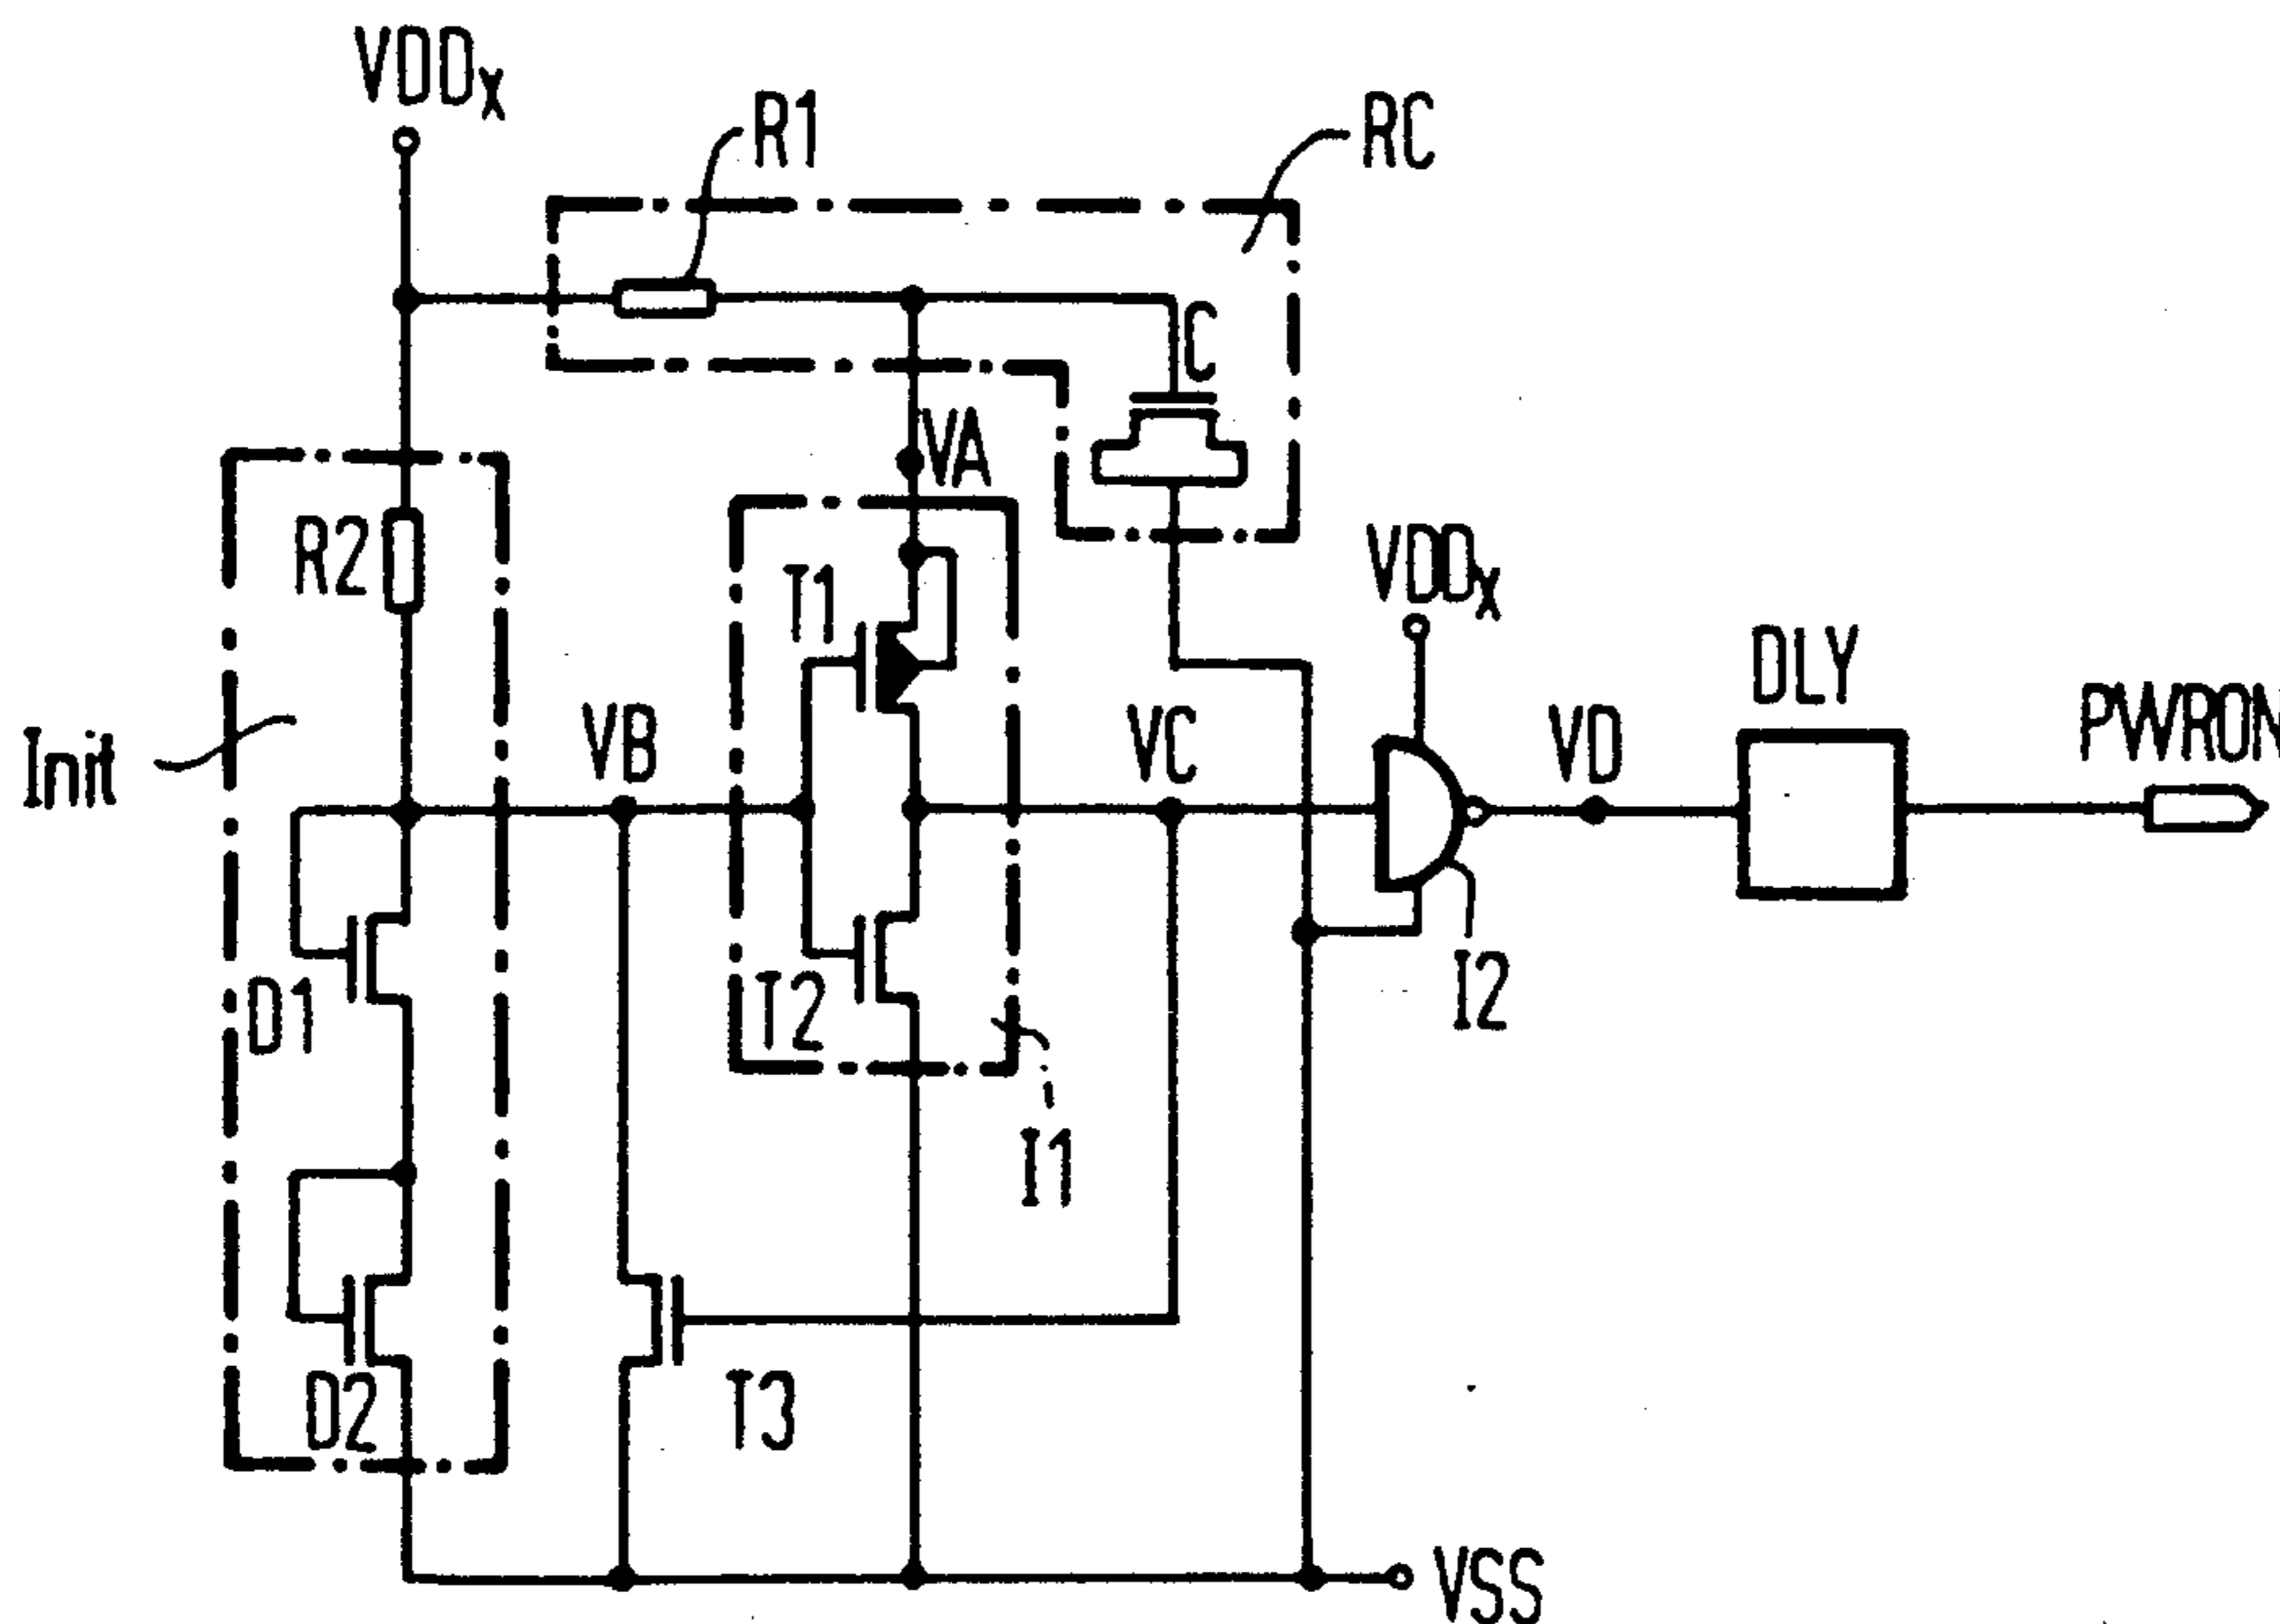 VDDX
R1
RC
C
VA
R2
T1
VDDX
DLY
PWRON
Init
VB
VC
VD
D1
T2
I2
I1
D2
T3
VSS